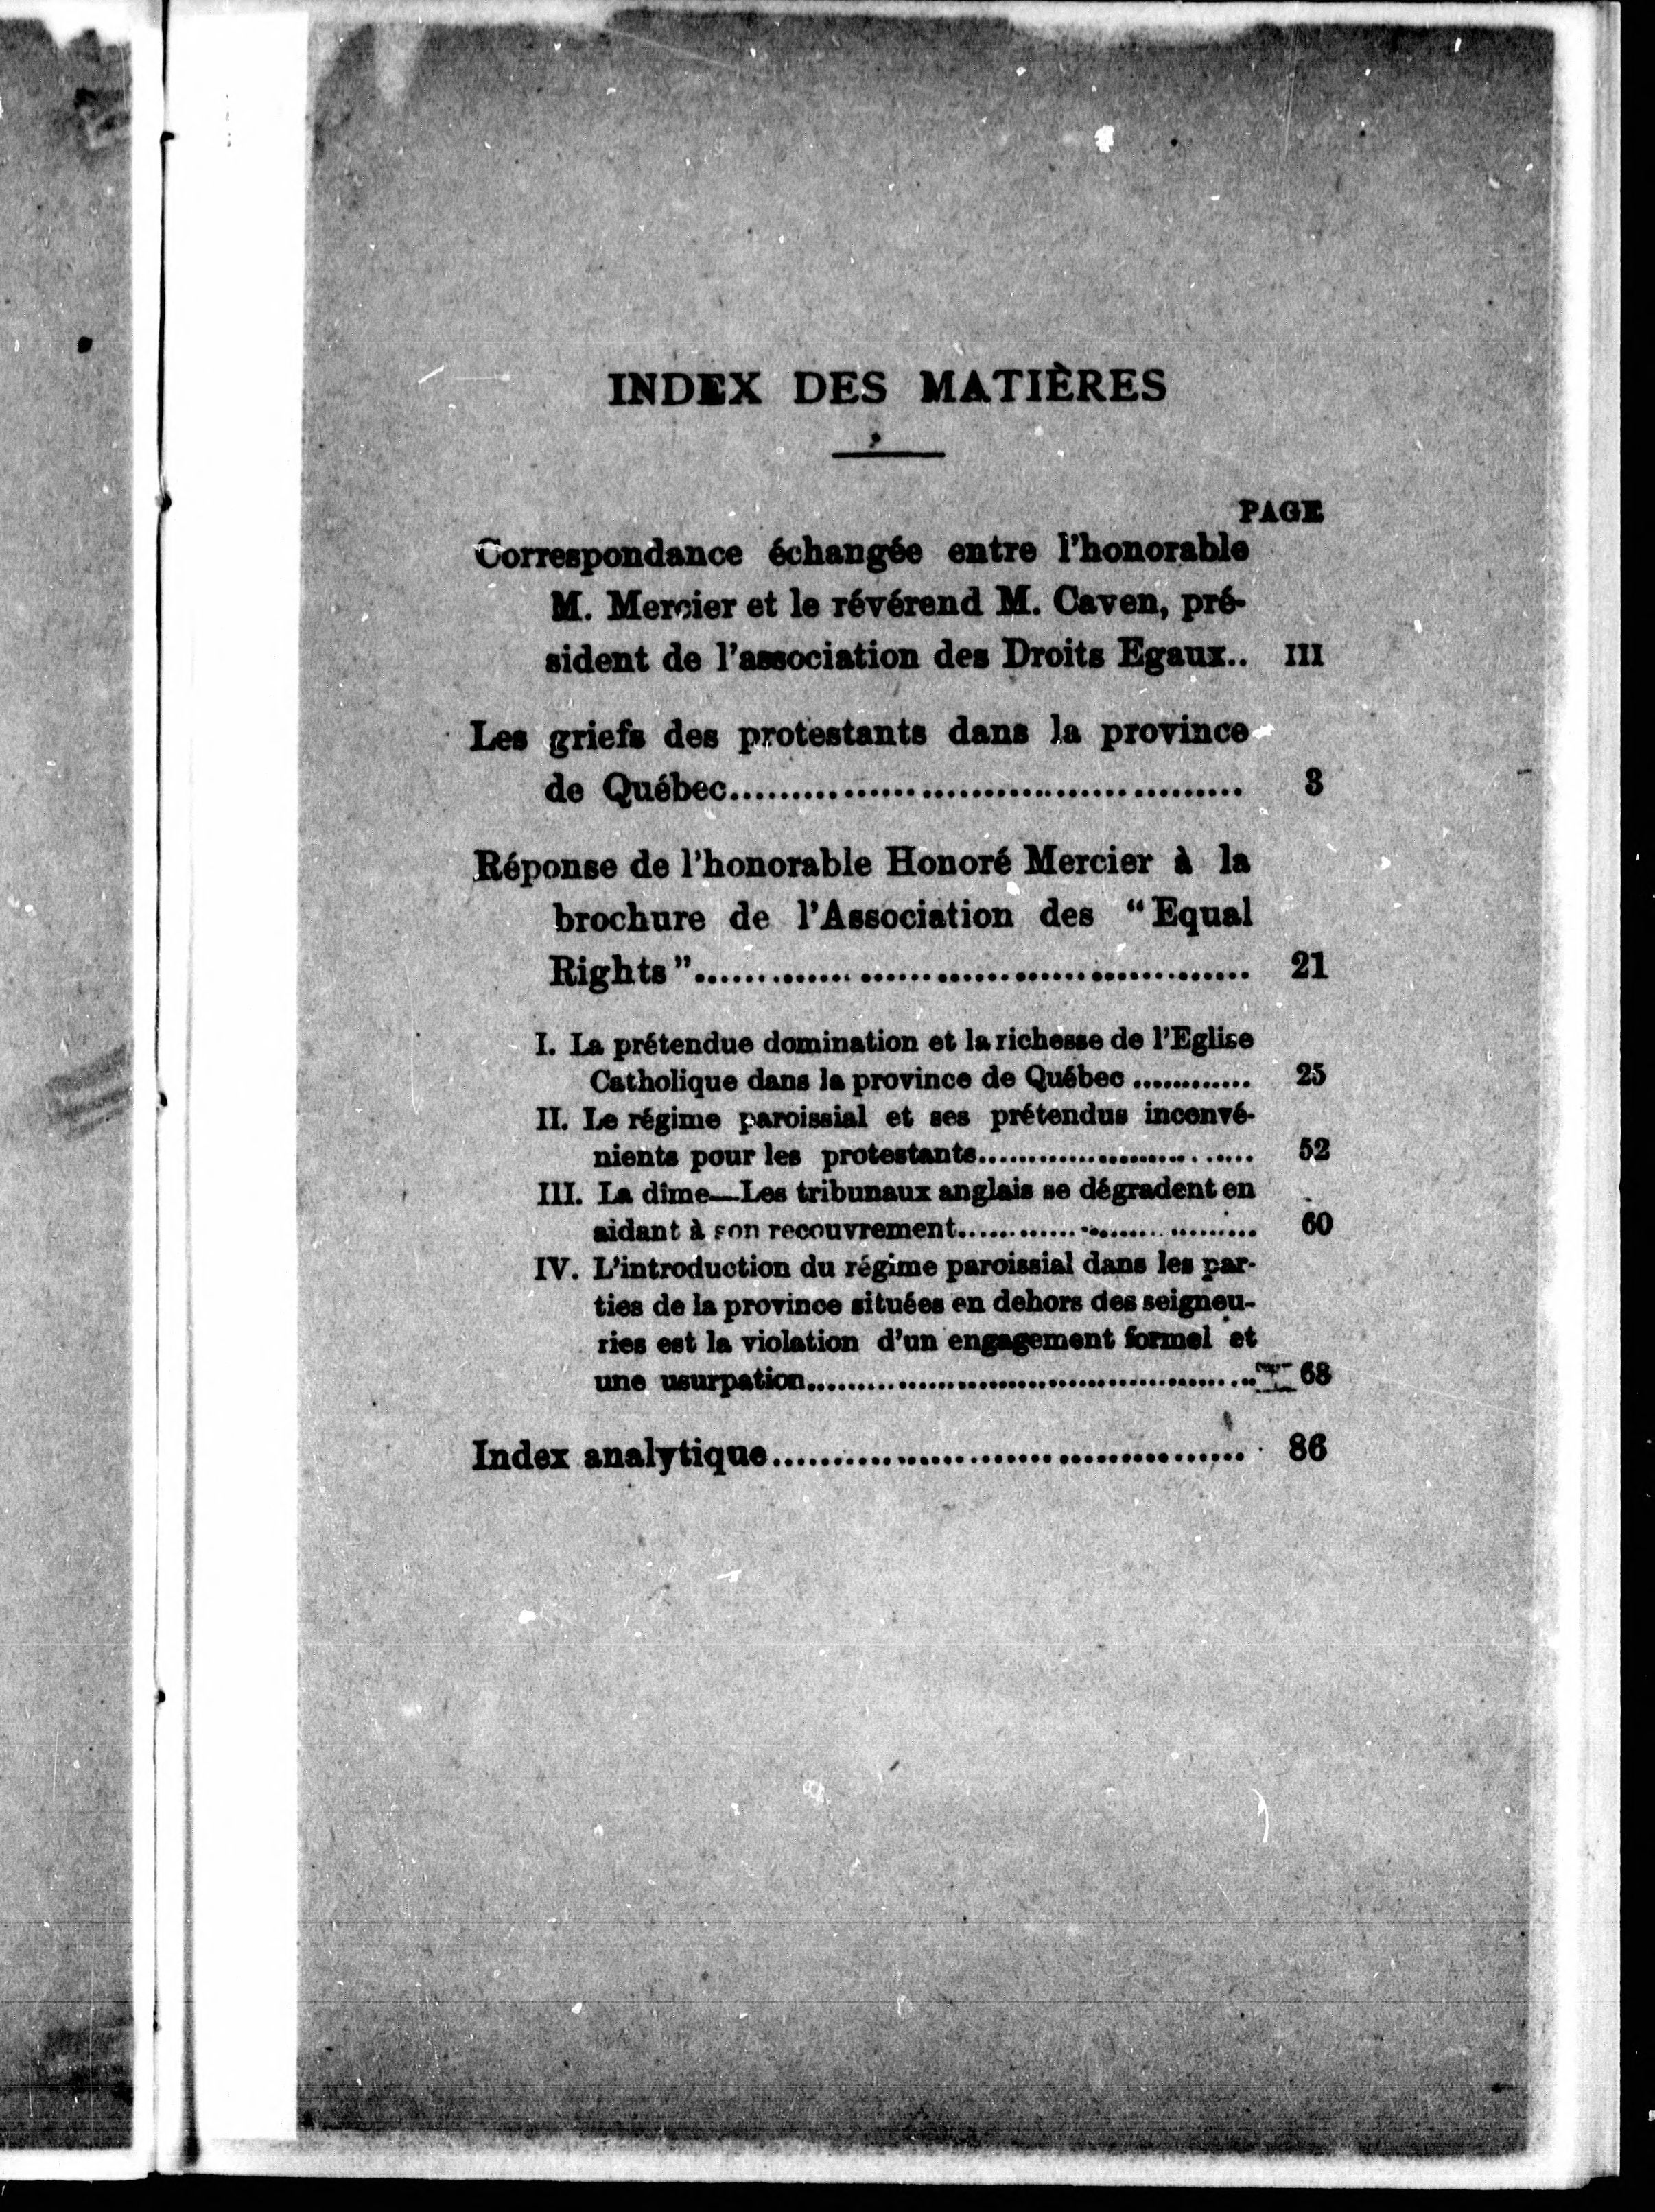 INDEX DES MATIÈRES
PAGE
Correspondance échangée entre l'honorable
M. Mercier et le révérend M. Caven, pré-
sident de l'association des Droits Egaux.. III
Les griefs des protestants dans la province
de Québec.......................................... 3
Réponse de l'honorable Honoré Mercier à la
brochure de l'Association des “Equal
Rights”............................................. 21
I. La prétendue domination et la richesse de l'Eglise
Catholique dans la province de Québec ............ 25
II. Le régime paroissial et ses prétendus inconvé-
nients pour les protestants............................ 52
III. La dîme—Les tribunaux anglais se dégradent en
aidant à son recouvrement.............................. 60
IV. L'introduction du régime paroissial dans les par-
ties de la province situées en dehors des seigneu-
ries est la violation d'un engagement formel et
une usurpation............................................. 68
Index analytique...................................... 86